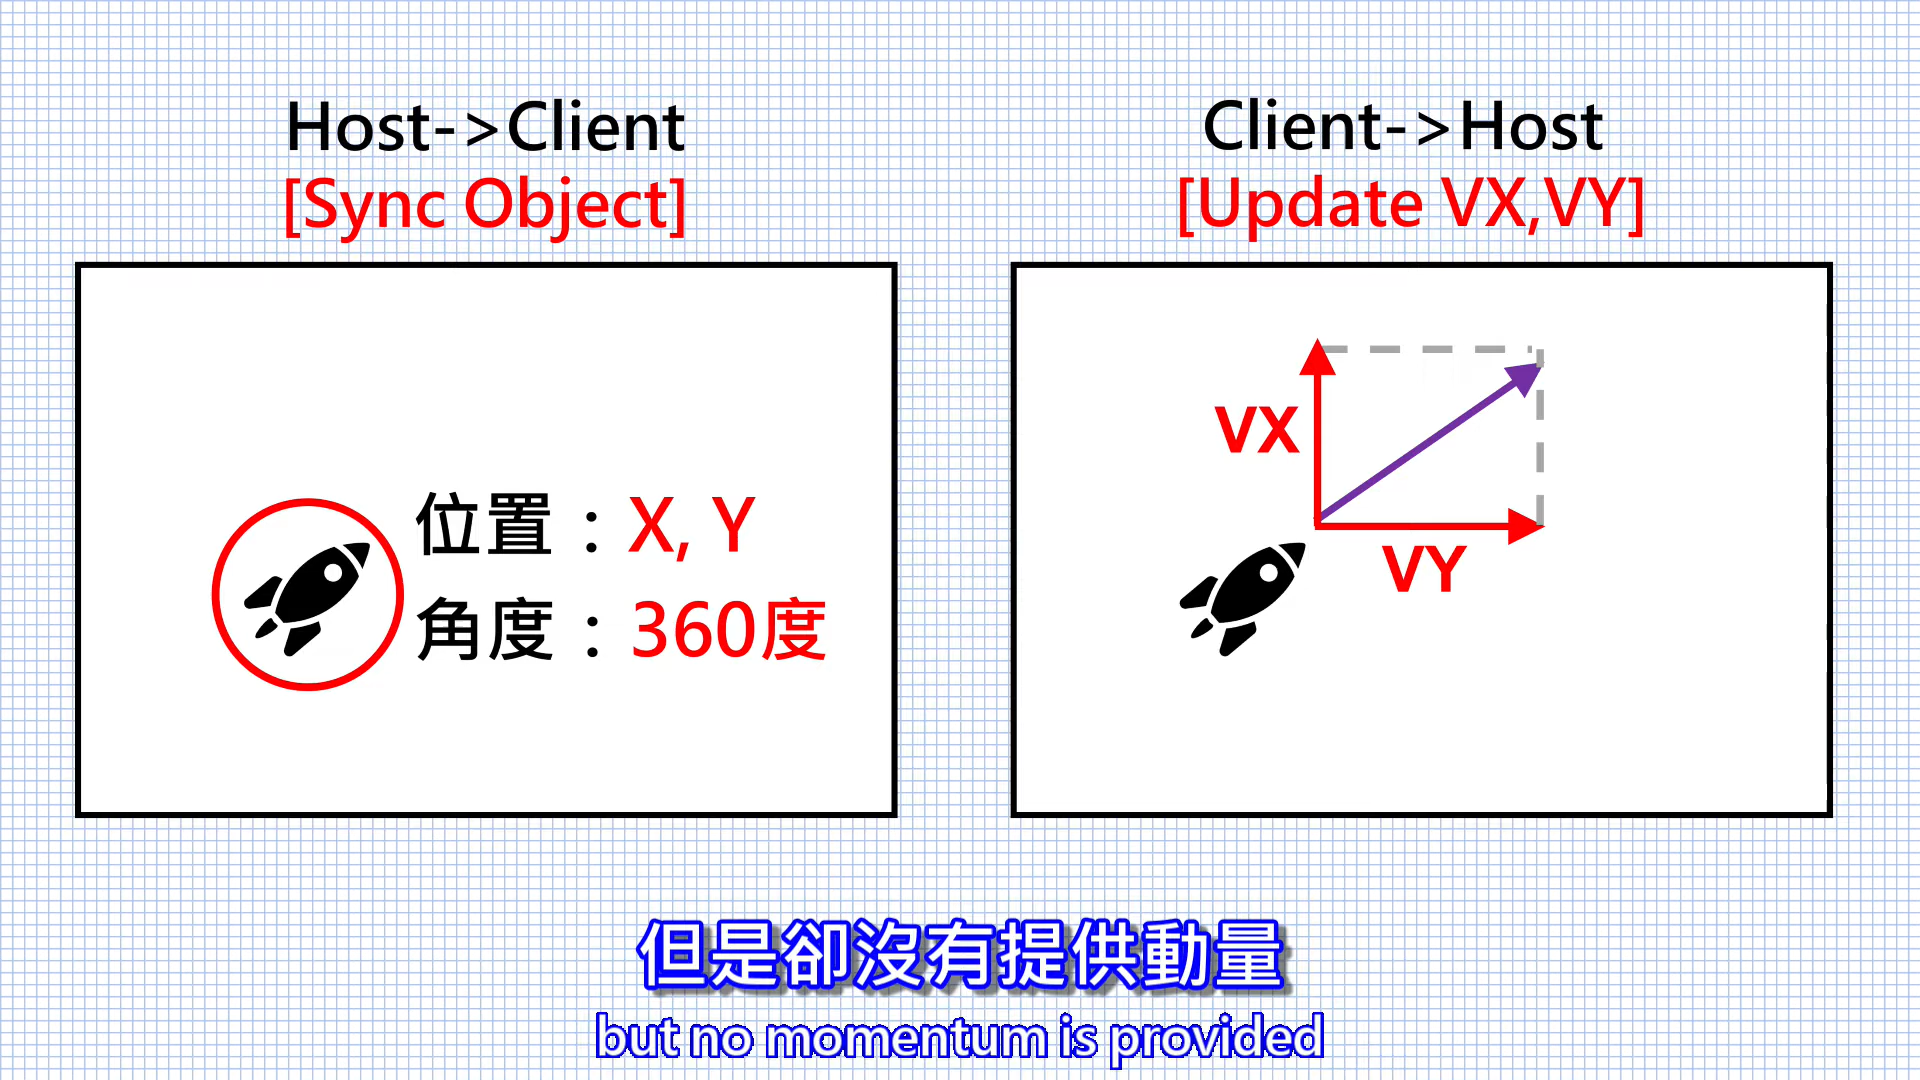 Host->Client
[Sync Object]
位置：X, Y
角度：360度
Client->Host
[Update VX,VY]
VX
VY
但是卻沒有提供動量
but no momentum is provided